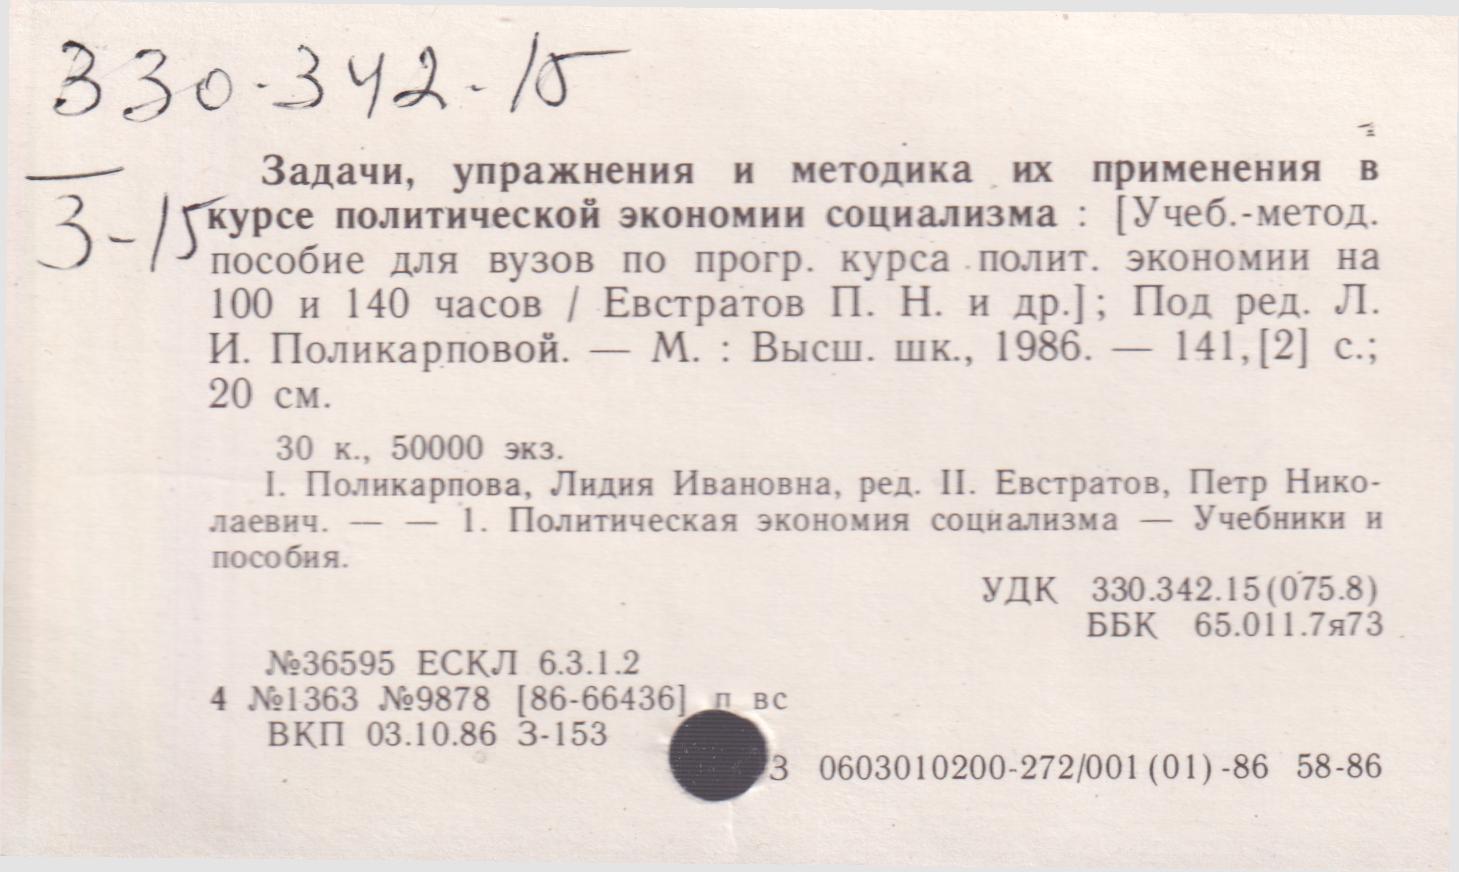 330-342-15
З-15
Задачи, упражнения и методика их применения в
курсе политической экономии социализма : [Учеб.-метод.
пособие для вузов по прогр. курса полит. экономии на
100 и 140 часов / Евстратов П. Н. и др.]; Под ред. Л.
И. Поликарповой. — М. : Высш. шк., 1986. — 141, [2] с.;
20 см.
30 к., 50000 экз.
I. Поликарпова, Лидия Ивановна, ред. II. Евстратов, Петр Нико-
лаевич. — — 1. Политическая экономия социализма — Учебники и
пособия.
УДК 330.342.15(075.8)
ББК 65.011.7я73
№36595 ЕСКЛ 6.3.1.2
4 №1363 №9878 [86-66436] п вс
ВКП 03.10.86 З-153
З 0603010200-272/001(01)-86 58-86